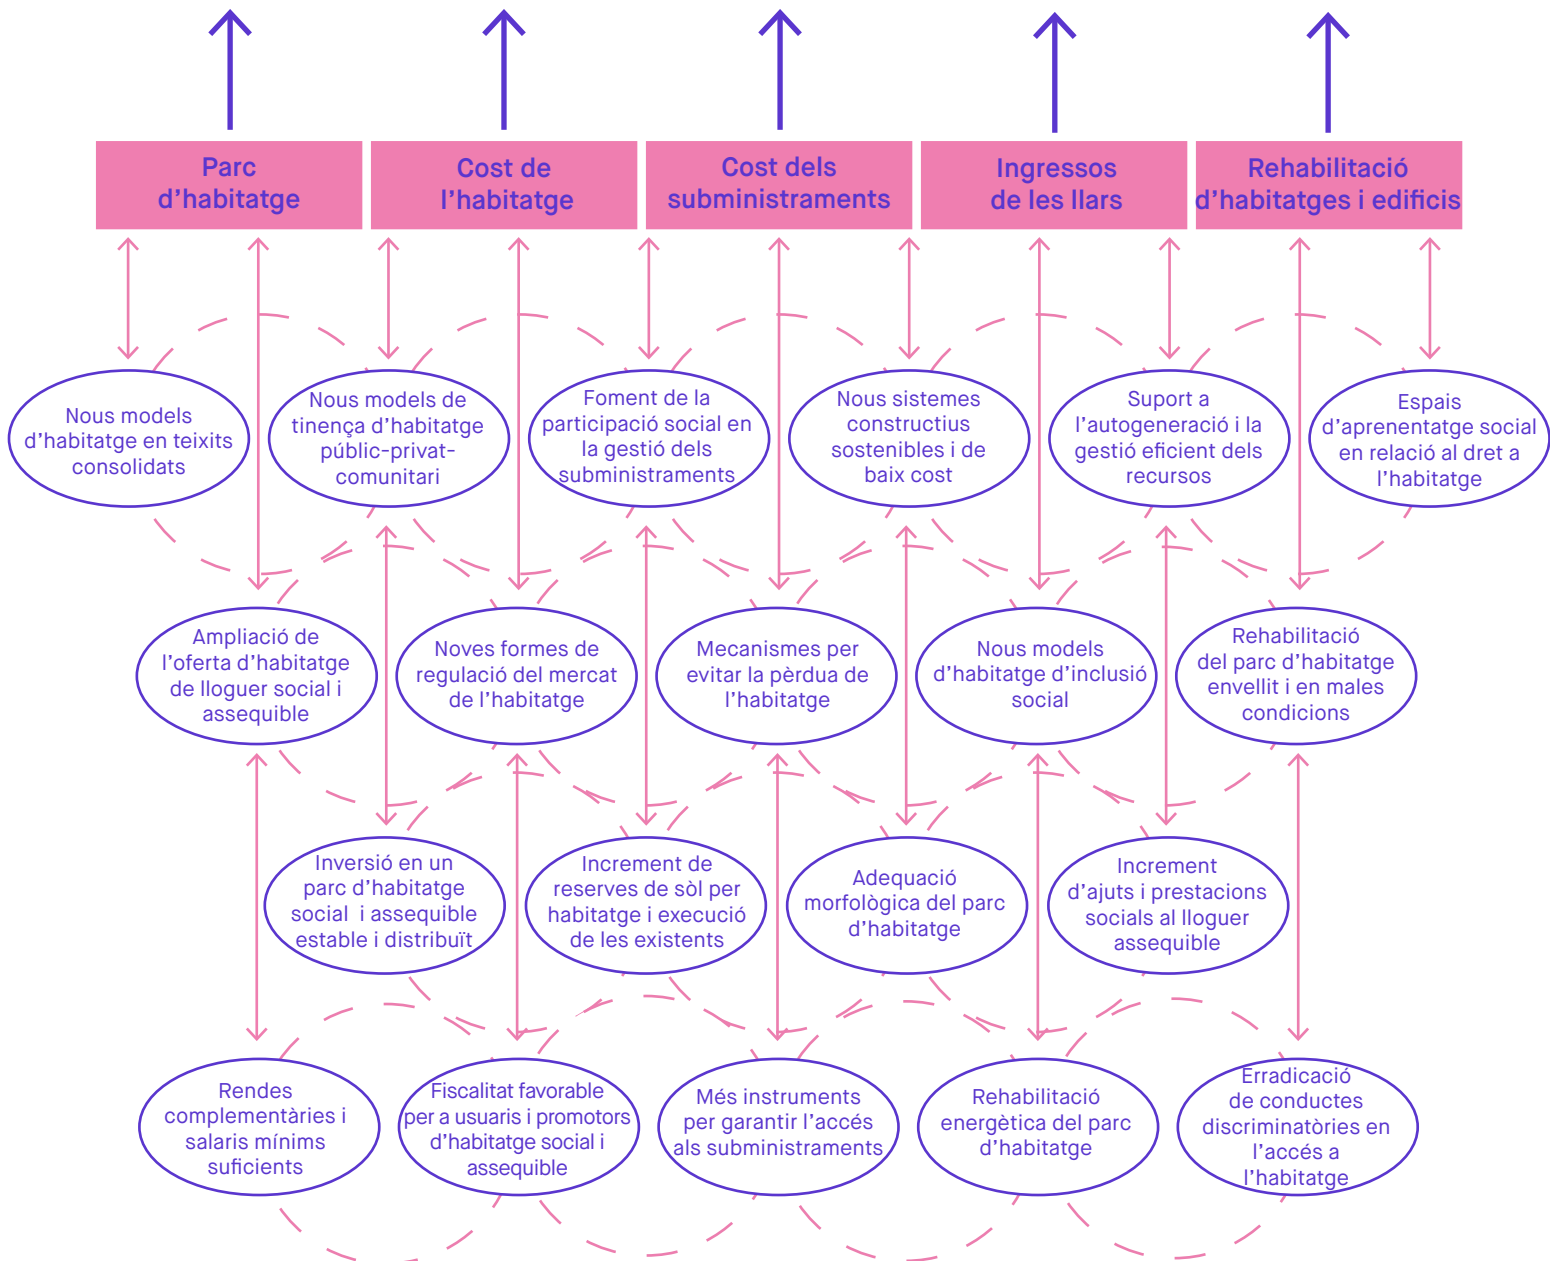 Parc
d’habitatge
Cost de
l’habitatge
Cost dels
subministraments
Ingressos
de les llars
Rehabilitació
d’habitatges i edificis
Nous models
d’habitatge en teixits
consolidats
Nous models de
tinença d’habitatge
públic-privat-
comunitari
Foment de la
participació social en
la gestió dels
subministraments
Nous sistemes
constructius
sostenibles i de
baix cost
Suport a
l’autogeneració i la
gestió eficient dels
recursos
Espais
d’aprenentatge social
en relació al dret a
l’habitatge
Ampliació de
l’oferta d’habitatge
de lloguer social i
assequible
Noves formes de
regulació del mercat
de l’habitatge
Mecanismes per
evitar la pèrdua de
l’habitatge
Nous models
d’habitatge d’inclusió
social
Rehabilitació
del parc d’habitatge
envellit i en males
condicions
Inversió en un
parc d’habitatge
social i assequible
estable i distribuït
Increment de
reserves de sòl per
habitatge i execució
de les existents
Adequació
morfològica del parc
d’habitatge
Increment
d’ajuts i prestacions
socials al lloguer
assequible
Rendes
complementàries i
salaris mínims
suficients
Fiscalitat favorable
per a usuaris i promotors
d’habitatge social i
assequible
Més instruments
per garantir l’accés
als subministraments
Rehabilitació
energètica del parc
d’habitatge
Erradicació
de conductes
discriminatòries en
l’accés a
l’habitatge